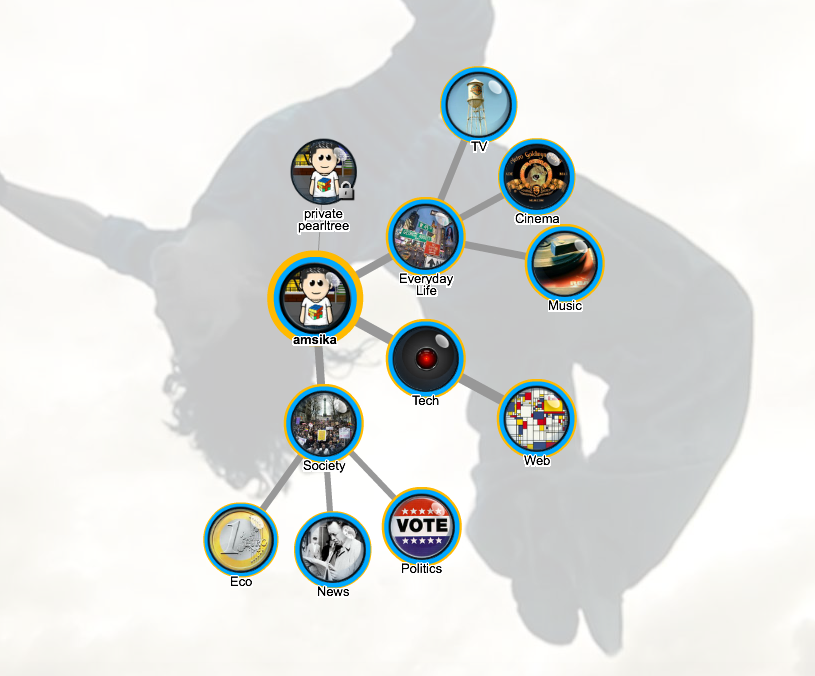 TV
Cinema
private
pearltree
Everyday
Life
Music
amsika
Tech
Web
Society
VOTE
Politics
Eco
News